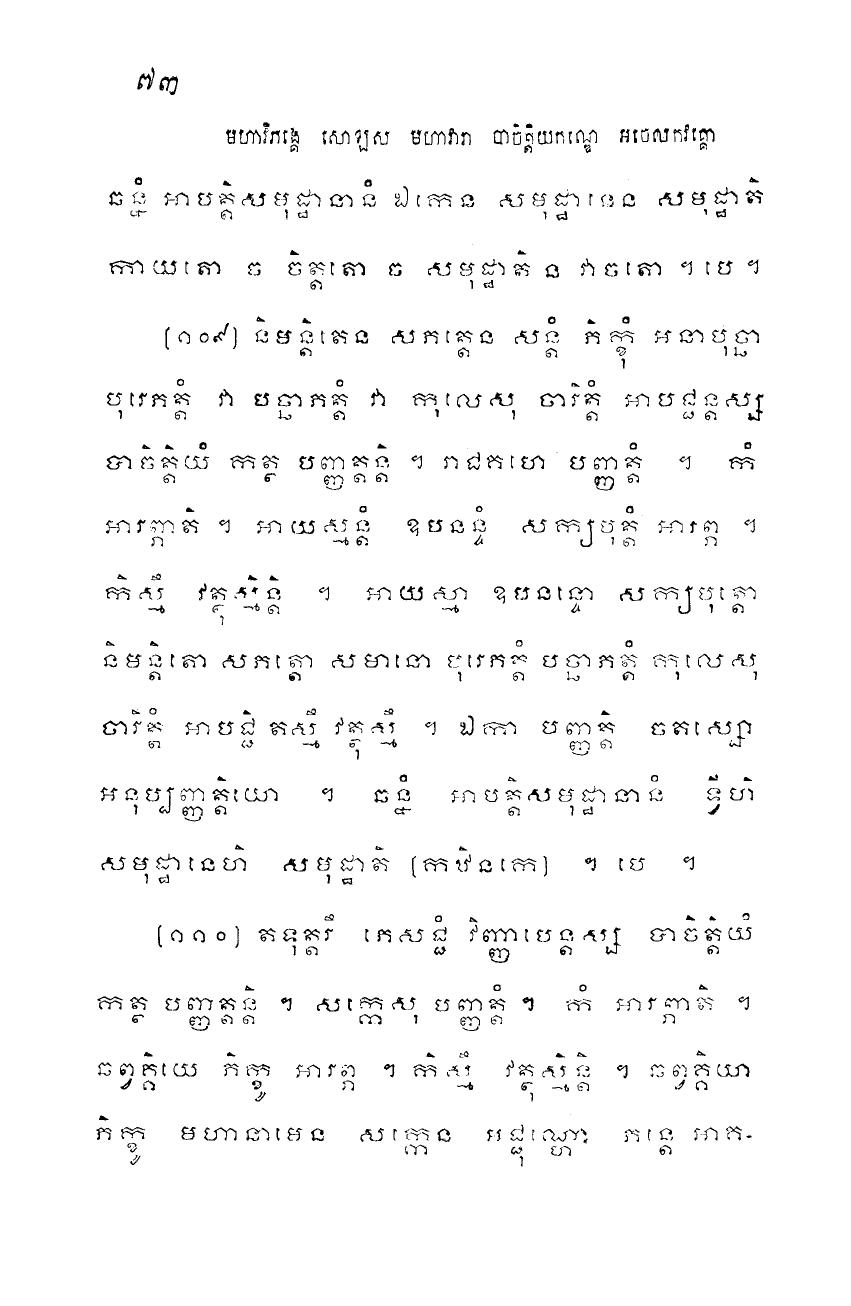 ៧៣
មហាវិភង្គេ សោឡស មហាវារា បាចិត្តិយកណ្ឌេ អចេលកវគ្គោ
ឆន្នំ អាបត្តិសមុដ្ឋានានំ ឯកេន សមុដ្ឋានេន សមុដ្ឋាតិ
កាយតោ ច ចិត្តតោ ច សមុដ្ឋាតិ ន វាចតោ ។ បេ ។
(១០៩) និមន្តិតេន សភត្តេន សន្តំ ភិក្ខុំ អនាបុច្ឆា
បុរេភត្តំ វា បច្ឆាភត្តំ វា កុលេសុ ចារិត្តំ អាបជ្ជន្តស្ស
បាចិត្តិយំ កត្ថ បញ្ញត្តន្តិ ។ រាជគហេ បញ្ញត្តំ ។ កំ
អារព្ភាតិ ។ អាយស្មន្តំ ឧបនន្ទំ សក្យបុត្តំ អារព្ភ ។
កិស្មឹ វត្ថុស្មិន្តិ ។ អាយស្មា ឧបនន្ទោ សក្យបុត្តោ
និមន្តិតោ សភត្តោ សមានោ បុរេភត្តំ បច្ឆាភត្តំ កុលេសុ
ចារិត្តំ អាបជ្ជិ តស្មឹ វត្ថុស្មឹ ។ ឯកា បញ្ញត្តិ ចតស្សោ
អនុប្បញ្ញត្តិយោ ។ ឆន្នំ អាបត្តិសមុដ្ឋានានំ ទ្វីហិ
សមុដ្ឋានេហិ សមុដ្ឋាតិ (កឋិនកេ) ។ បេ ។
(១១០) តទុត្តរឹ ភេសជ្ជំ វិញ្ញាបេន្តស្ស បាចិត្តិយំ
កត្ថ បញ្ញត្តន្តិ ។ សក្កេសុ បញ្ញត្តំ ។ កំ អារព្ភាតិ ។
ឆព្វគ្គិយេ ភិក្ខូ អារព្ភ ។ កិស្មឹ វត្ថុស្មិន្តិ ។ ឆព្វគ្គិយា
ភិក្ខូ មហានាមេន សក្កេន អជ្ជុណ្ហោ ភន្តេ អាគ-